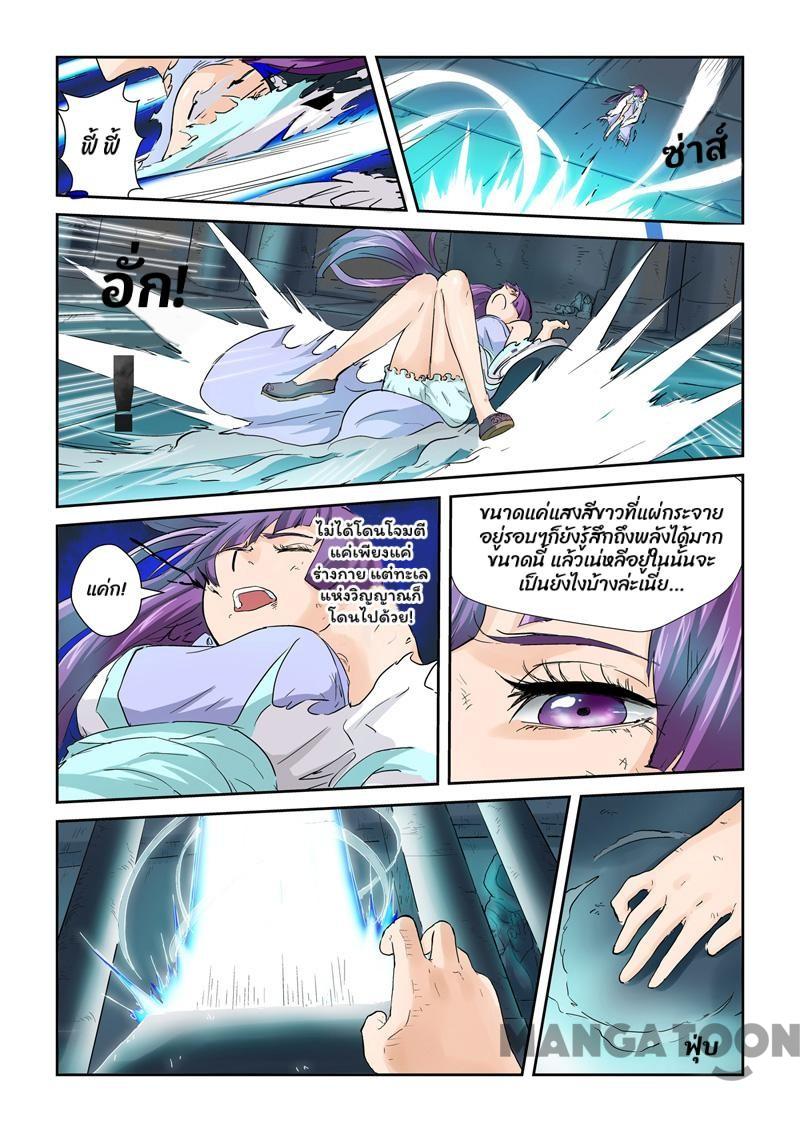 ฟี้ ฟี้
ซ่าส์
อั่ก!
!
แค่ก!
ไม่ได้โดนโจมตี
แค่เพียงแค่
ร่างกาย แต่ทะเล
แห่งวิญญาณก็
โดนไปด้วย!
ขนาดแค่แสงสีขาวที่แผ่กระจาย
อยู่รอบๆก็ยังรู้สึกถึงพลังได้มาก
ขนาดนี้ แล้วเน่หลีอยู่ในนั้นจะ
เป็นยังไงบ้างล่ะเนี่ย...
ฟุ่บ
MANGATOON